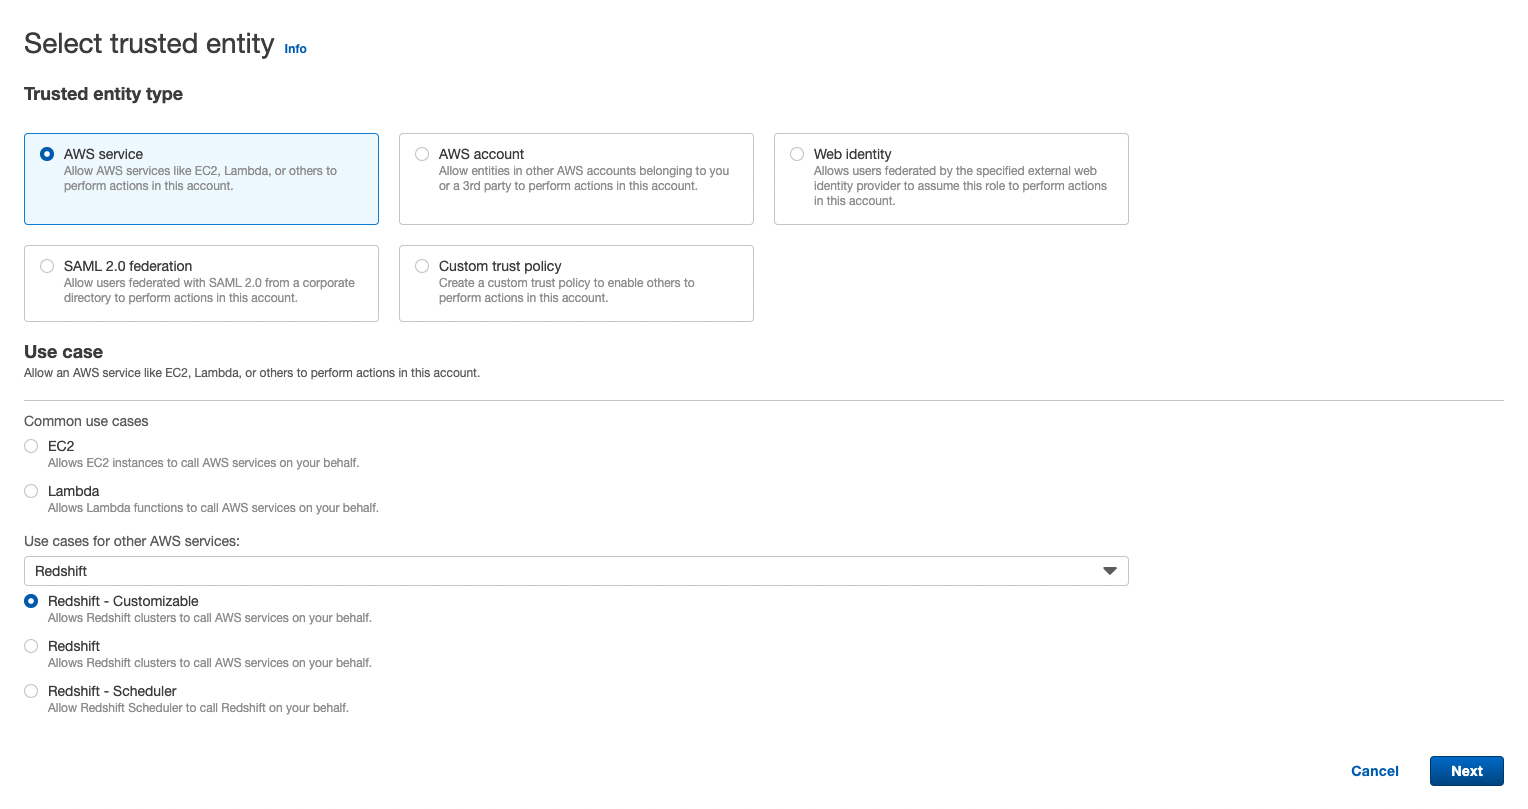 Select trusted entity Info
Trusted entity type
AWS service
Allow AWS services like EC2, Lambda, or others to
perform actions in this account.
AWS account
Allow entities in other AWS accounts belonging to you
or a 3rd party to perform actions in this account.
Web identity
Allows users federated by the specified external web
identity provider to assume this role to perform actions
in this account.
SAML 2.0 federation
Allow users federated with SAML 2.0 from a corporate
directory to perform actions in this account.
Custom trust policy
Create a custom trust policy to enable others to
perform actions in this account.
Use case
Allow an AWS service like EC2, Lambda, or others to perform actions in this account.
Common use cases
EC2
Allows EC2 instances to call AWS services on your behalf.
Lambda
Allows Lambda functions to call AWS services on your behalf.
Use cases for other AWS services:
Redshift
Redshift - Customizable
Allows Redshift clusters to call AWS services on your behalf.
Redshift
Allows Redshift clusters to call AWS services on your behalf.
Redshift - Scheduler
Allow Redshift Scheduler to call Redshift on your behalf.
Cancel Next